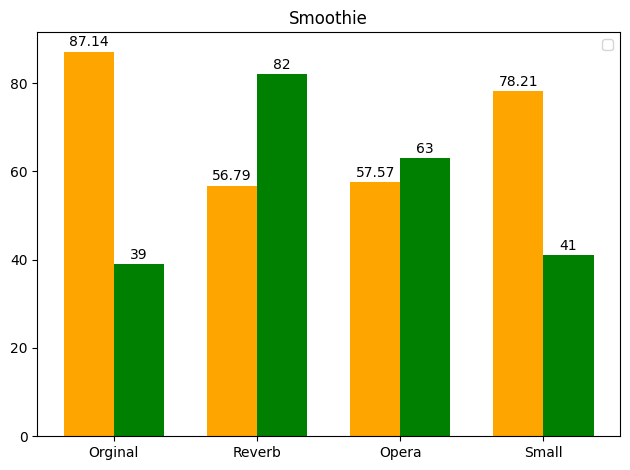 Smoothie
87.14
39
56.79
82
57.57
63
78.21
41
80
60
40
20
0
Orginal
Reverb
Opera
Small